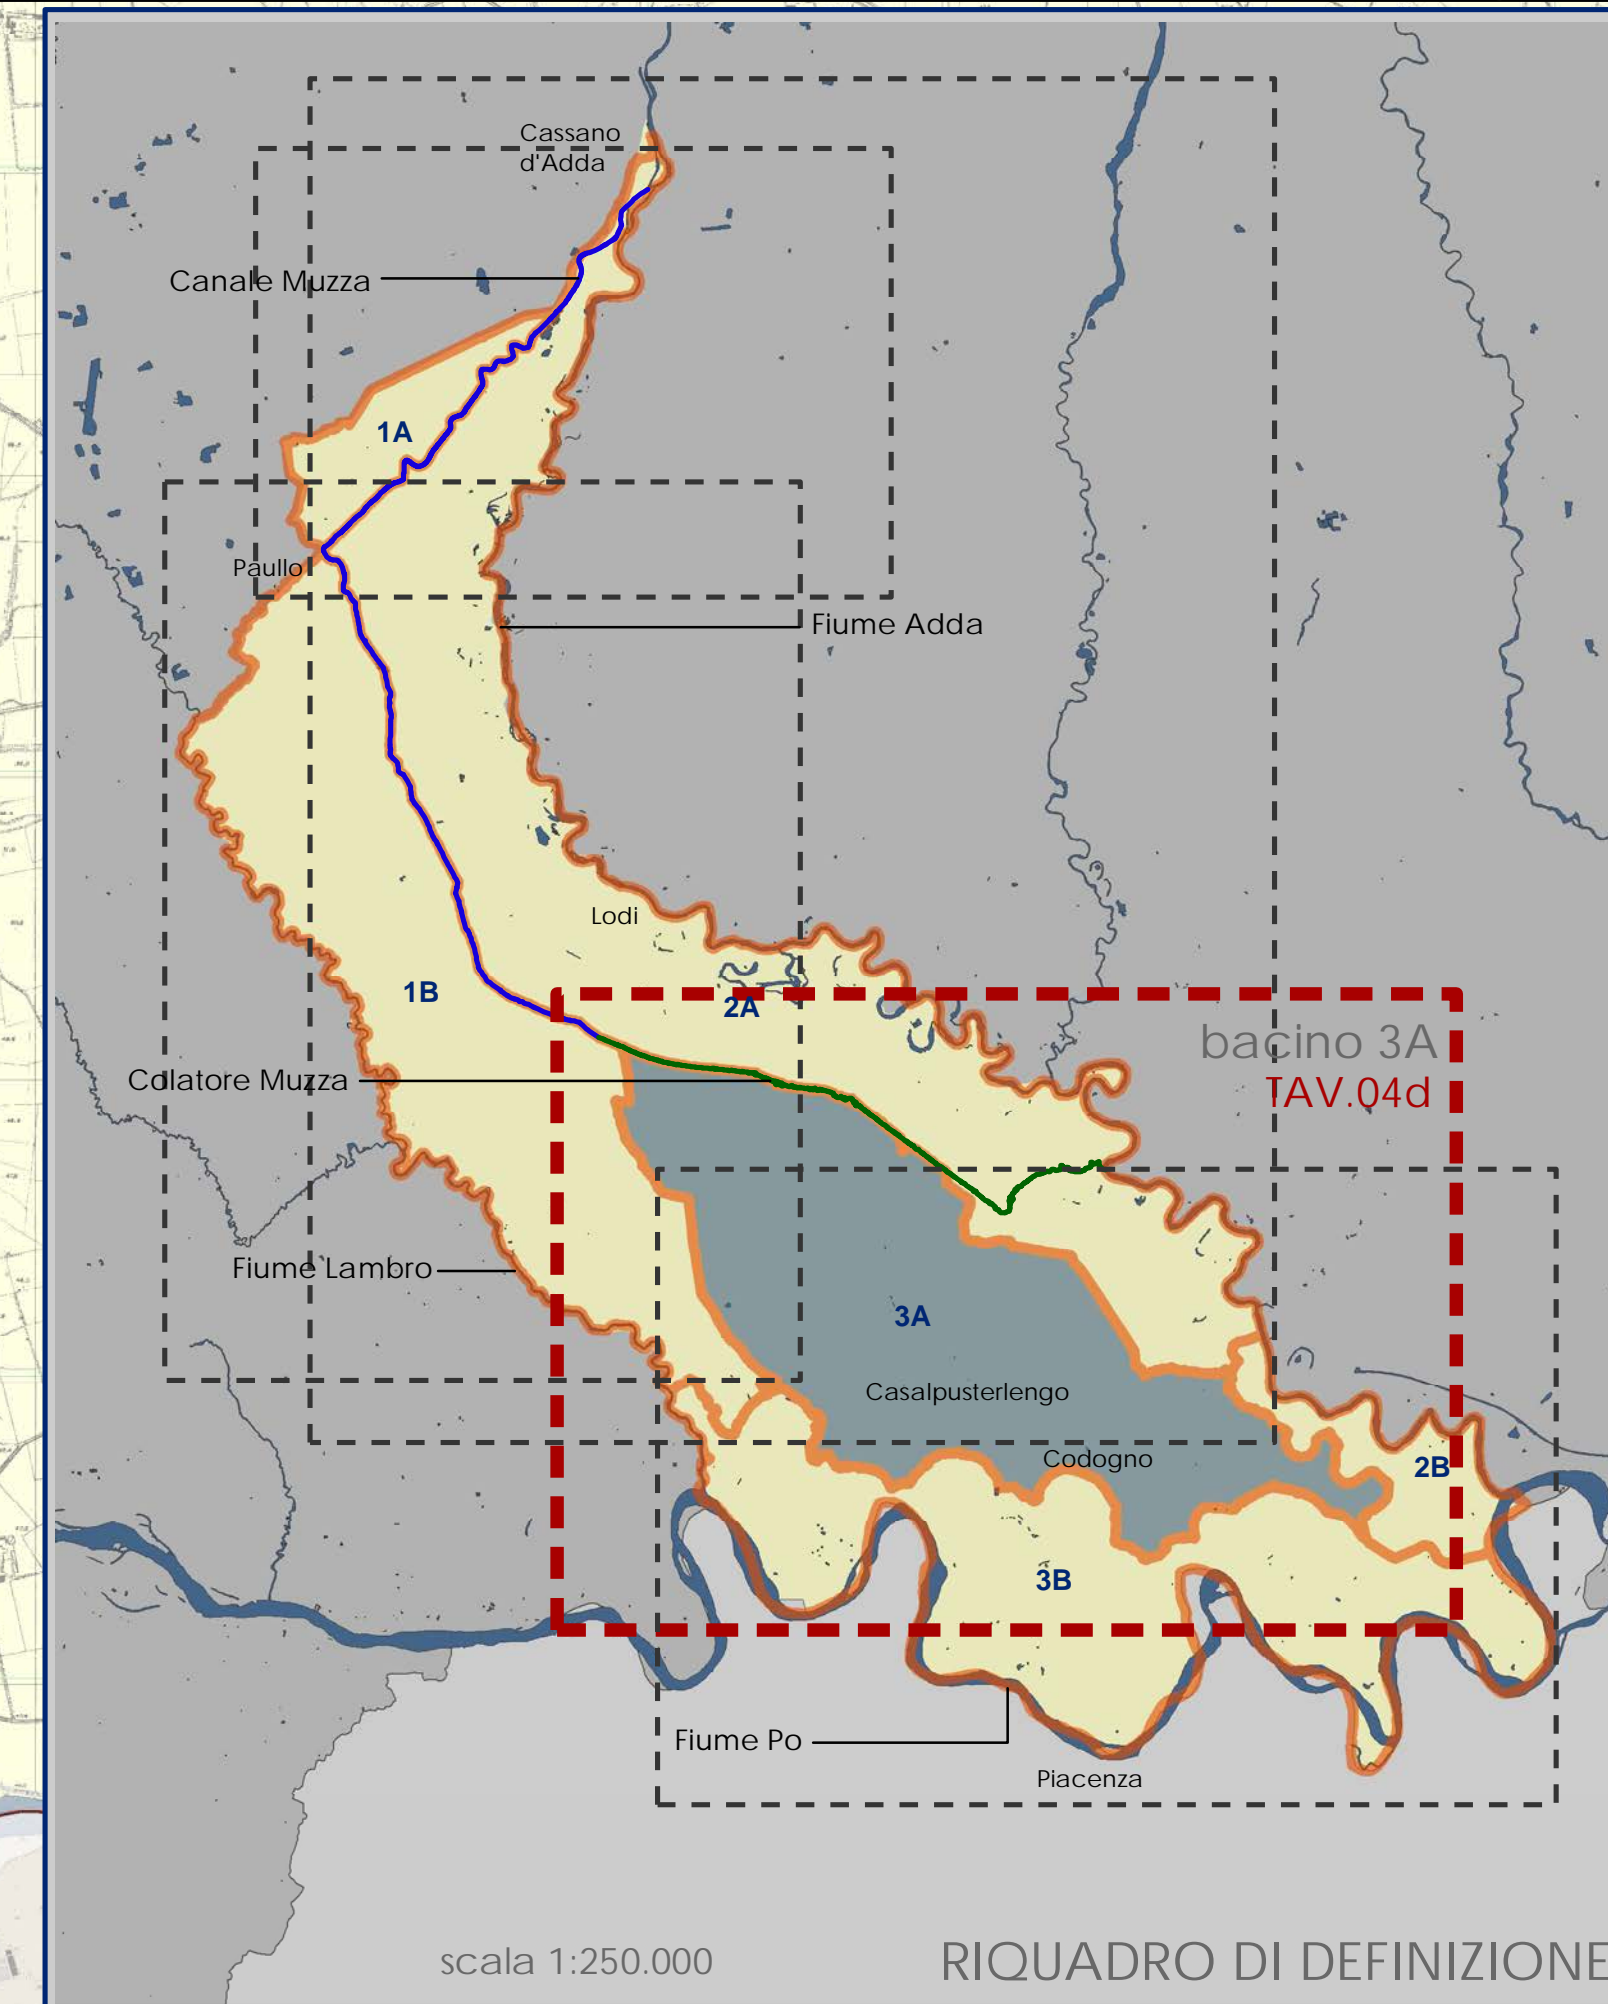 Cassano
d'Adda
Canale Muzza
1A
Paullo
Fiume Adda
Lodi
1B
2A
bacino 3A
TAV.04d
Collatore Muzza
Fiume Lambro
3A
Casalpusterlengo
Codogno
2B
3B
Fiume Po
Piacenza
scala 1:250.000
RIQUADRO DI DEFINIZIONE